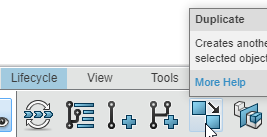 Duplicate
Creates anothe
selected object
More Help
Lifecycle View Tools